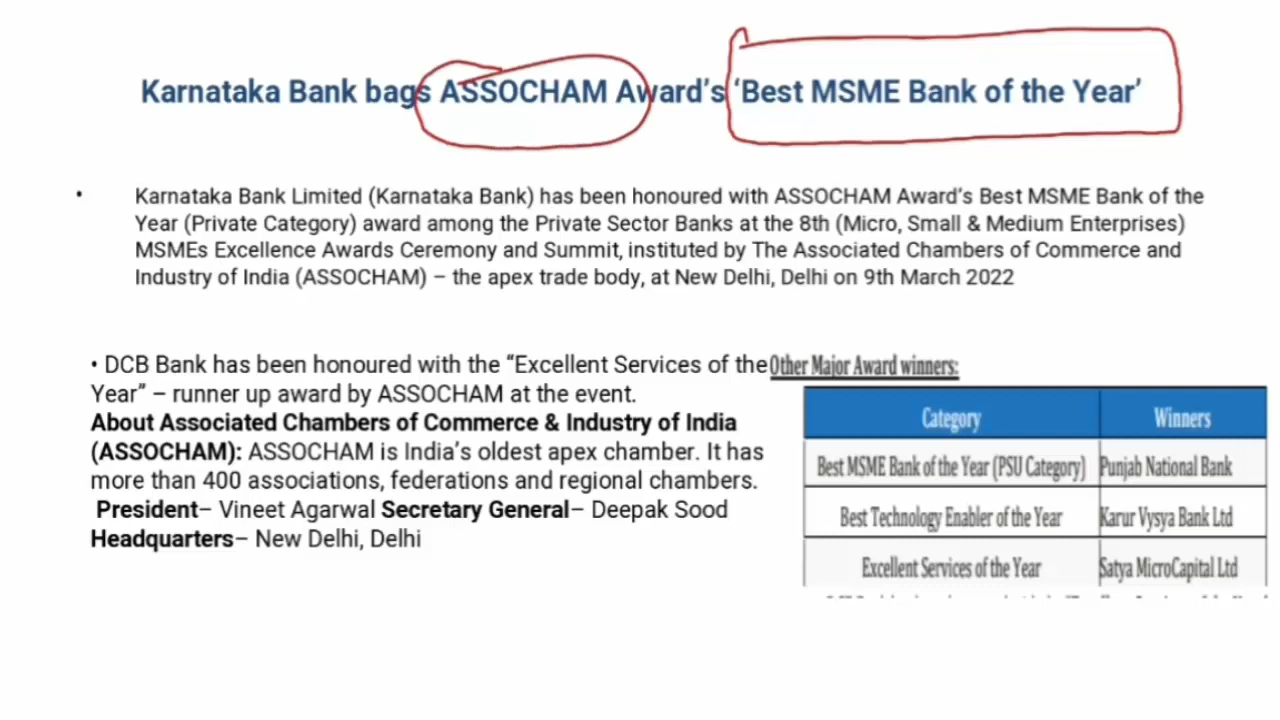 Karnataka Bank bags ASSOCHAM Award's 'Best MSME Bank of the Year'
• Karnataka Bank Limited (Karnataka Bank) has been honoured with ASSOCHAM Award's Best MSME Bank of the
Year (Private Category) award among the Private Sector Banks at the 8th (Micro, Small & Medium Enterprises)
MSMEs Excellence Awards Ceremony and Summit, instituted by The Associated Chambers of Commerce and
Industry of India (ASSOCHAM) – the apex trade body, at New Delhi, Delhi on 9th March 2022
• DCB Bank has been honoured with the “Excellent Services of the
Year” – runner up award by ASSOCHAM at the event.
About Associated Chambers of Commerce & Industry of India
(ASSOCHAM): ASSOCHAM is India's oldest apex chamber. It has
more than 400 associations, federations and regional chambers.
President– Vineet Agarwal Secretary General– Deepak Sood
Headquarters– New Delhi, Delhi
Other Major Award winners:
Category Winners
Best MSME Bank of the Year (PSU Category) Punjab National Bank
Best Technology Enabler of the Year Karur Vysya Bank Ltd
Excellent Services of the Year Satya MicroCapital Ltd